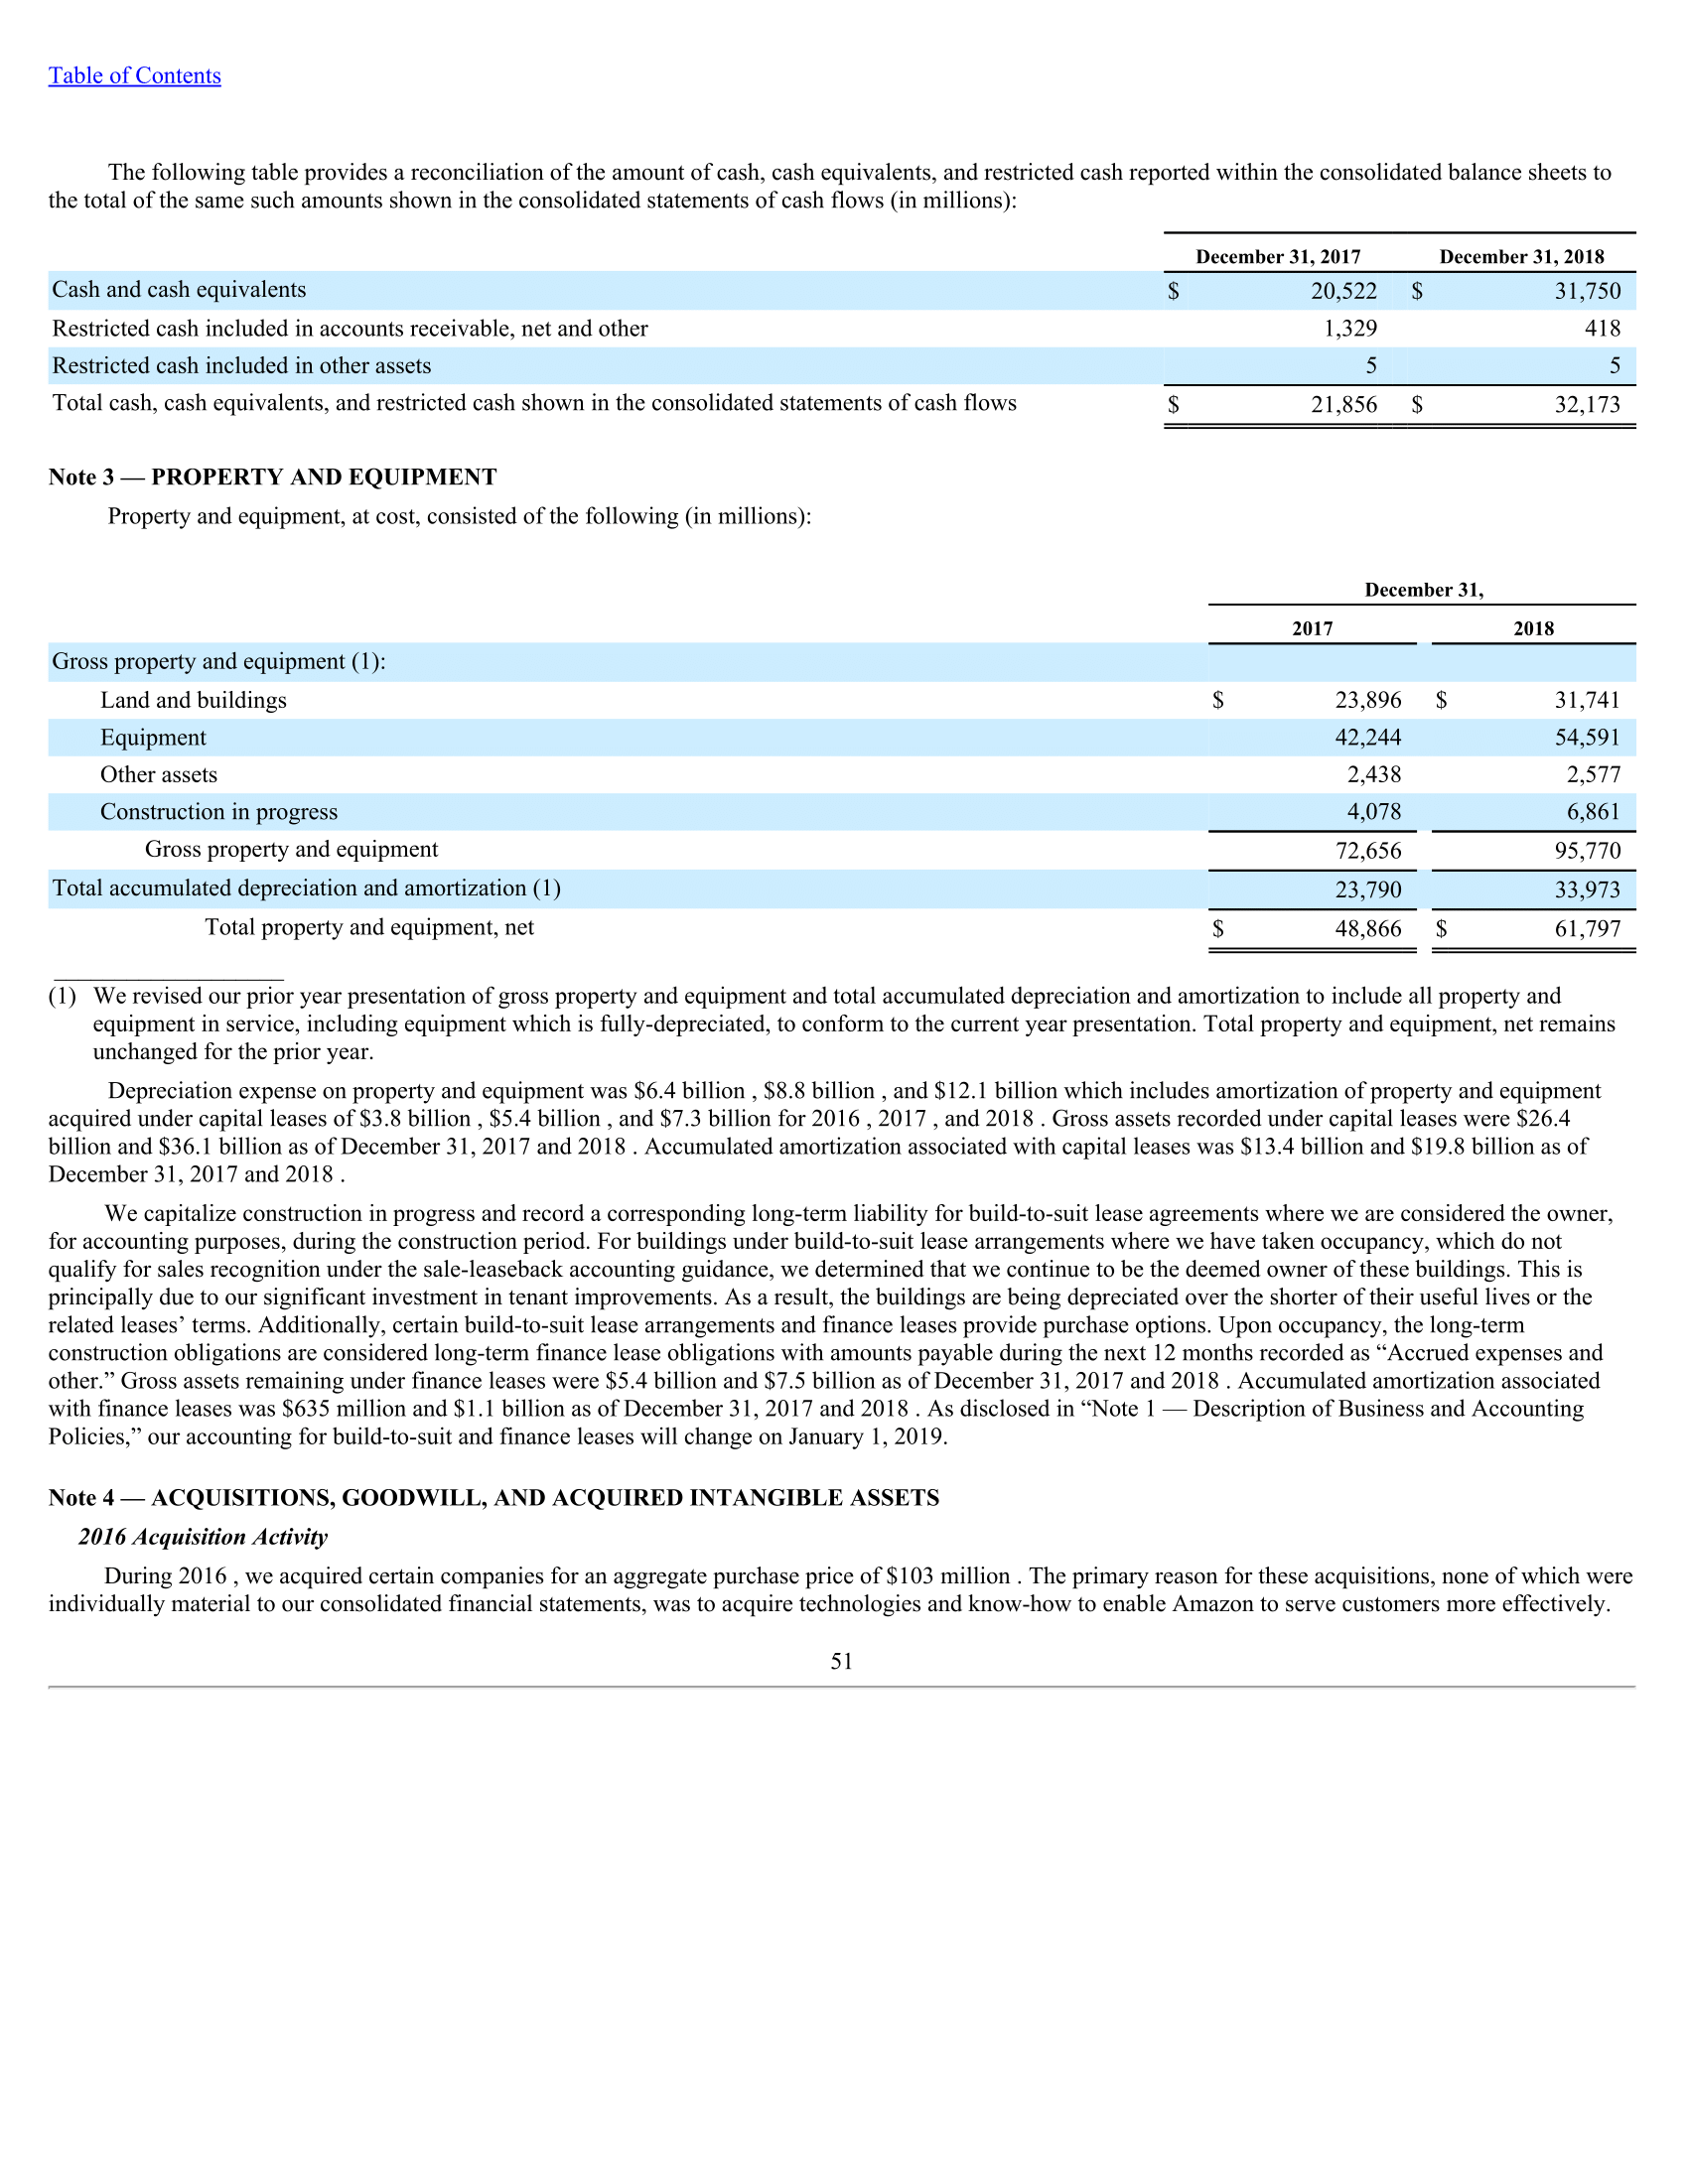 Table of Contents
The following table provides a reconciliation of the amount of cash, cash equivalents, and restricted cash reported within the consolidated balance sheets to
the total of the same such amounts shown in the consolidated statements of cash flows (in millions):
December 31, 2017 December 31, 2018
Cash and cash equivalents $ 20,522 $ 31,750
Restricted cash included in accounts receivable, net and other 1,329 418
Restricted cash included in other assets 5 5
Total cash, cash equivalents, and restricted cash shown in the consolidated statements of cash flows $ 21,856 $ 32,173
Note 3 — PROPERTY AND EQUIPMENT
Property and equipment, at cost, consisted of the following (in millions):
December 31,
2017 2018
Gross property and equipment (1):
Land and buildings $ 23,896 $ 31,741
Equipment 42,244 54,591
Other assets 2,438 2,577
Construction in progress 4,078 6,861
Gross property and equipment 72,656 95,770
Total accumulated depreciation and amortization (1) 23,790 33,973
Total property and equipment, net $ 48,866 $ 61,797
___________________
(1) We revised our prior year presentation of gross property and equipment and total accumulated depreciation and amortization to include all property and
equipment in service, including equipment which is fully-depreciated, to conform to the current year presentation. Total property and equipment, net remains
unchanged for the prior year.
Depreciation expense on property and equipment was $6.4 billion , $8.8 billion , and $12.1 billion which includes amortization of property and equipment
acquired under capital leases of $3.8 billion , $5.4 billion , and $7.3 billion for 2016 , 2017 , and 2018 . Gross assets recorded under capital leases were $26.4
billion and $36.1 billion as of December 31, 2017 and 2018 . Accumulated amortization associated with capital leases was $13.4 billion and $19.8 billion as of
December 31, 2017 and 2018 .
We capitalize construction in progress and record a corresponding long-term liability for build-to-suit lease agreements where we are considered the owner,
for accounting purposes, during the construction period. For buildings under build-to-suit lease arrangements where we have taken occupancy, which do not
qualify for sales recognition under the sale-leaseback accounting guidance, we determined that we continue to be the deemed owner of these buildings. This is
principally due to our significant investment in tenant improvements. As a result, the buildings are being depreciated over the shorter of their useful lives or the
related leases’ terms. Additionally, certain build-to-suit lease arrangements and finance leases provide purchase options. Upon occupancy, the long-term
construction obligations are considered long-term finance lease obligations with amounts payable during the next 12 months recorded as “Accrued expenses and
other.” Gross assets remaining under finance leases were $5.4 billion and $7.5 billion as of December 31, 2017 and 2018 . Accumulated amortization associated
with finance leases was $635 million and $1.1 billion as of December 31, 2017 and 2018 . As disclosed in “Note 1 — Description of Business and Accounting
Policies,” our accounting for build-to-suit and finance leases will change on January 1, 2019.
Note 4 — ACQUISITIONS, GOODWILL, AND ACQUIRED INTANGIBLE ASSETS
2016 Acquisition Activity
During 2016 , we acquired certain companies for an aggregate purchase price of $103 million . The primary reason for these acquisitions, none of which were
individually material to our consolidated financial statements, was to acquire technologies and know-how to enable Amazon to serve customers more effectively.
51